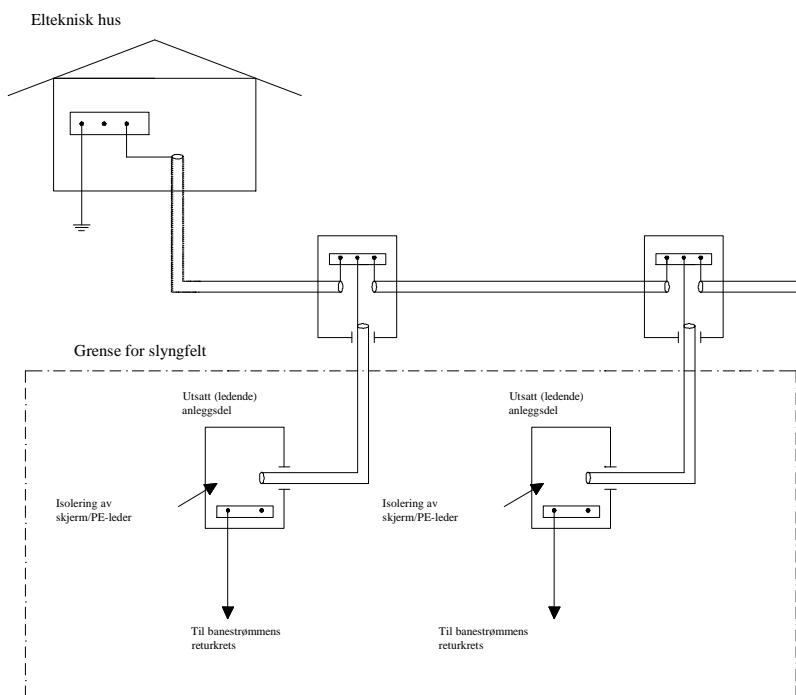 Elteknisk hus
Grense for slyngfelt
Utsatt (ledende)
anleggsdel
Utsatt (ledende)
anleggsdel
Isolering av
skjerm/PE-leder
Isolering av
skjerm/PE-leder
Til banestrømmens
returkrets
Til banestrømmens
returkrets